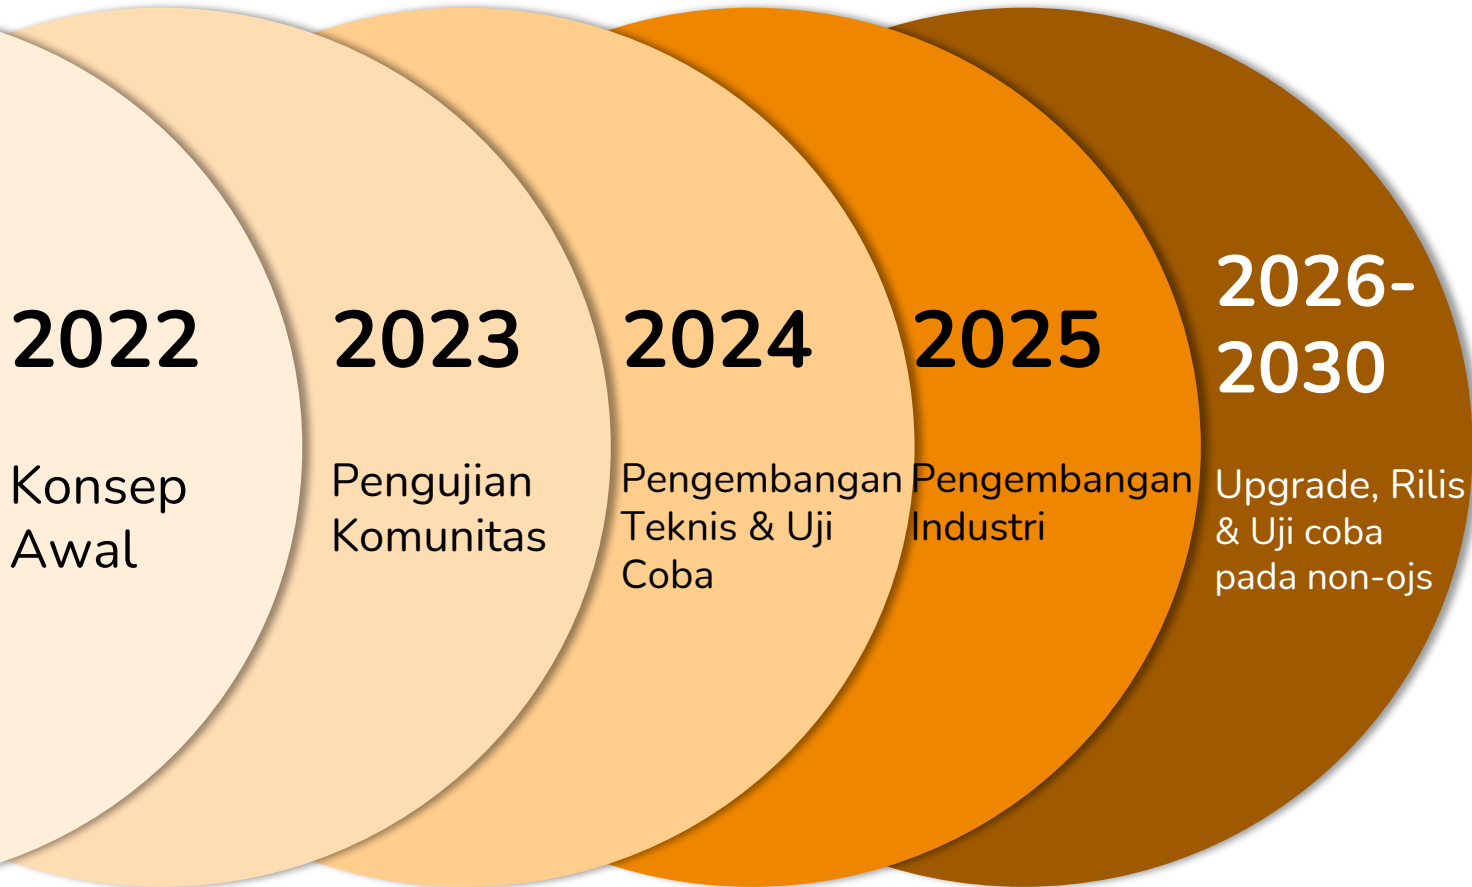 2022
Konsep
Awal
2023
Pengujian
Komunitas
2024
Pengembangan
Teknis & Uji
Coba
2025
Pengembangan
Industri
2026-
2030
Upgrade, Rilis
& Uji coba
pada non-ojs